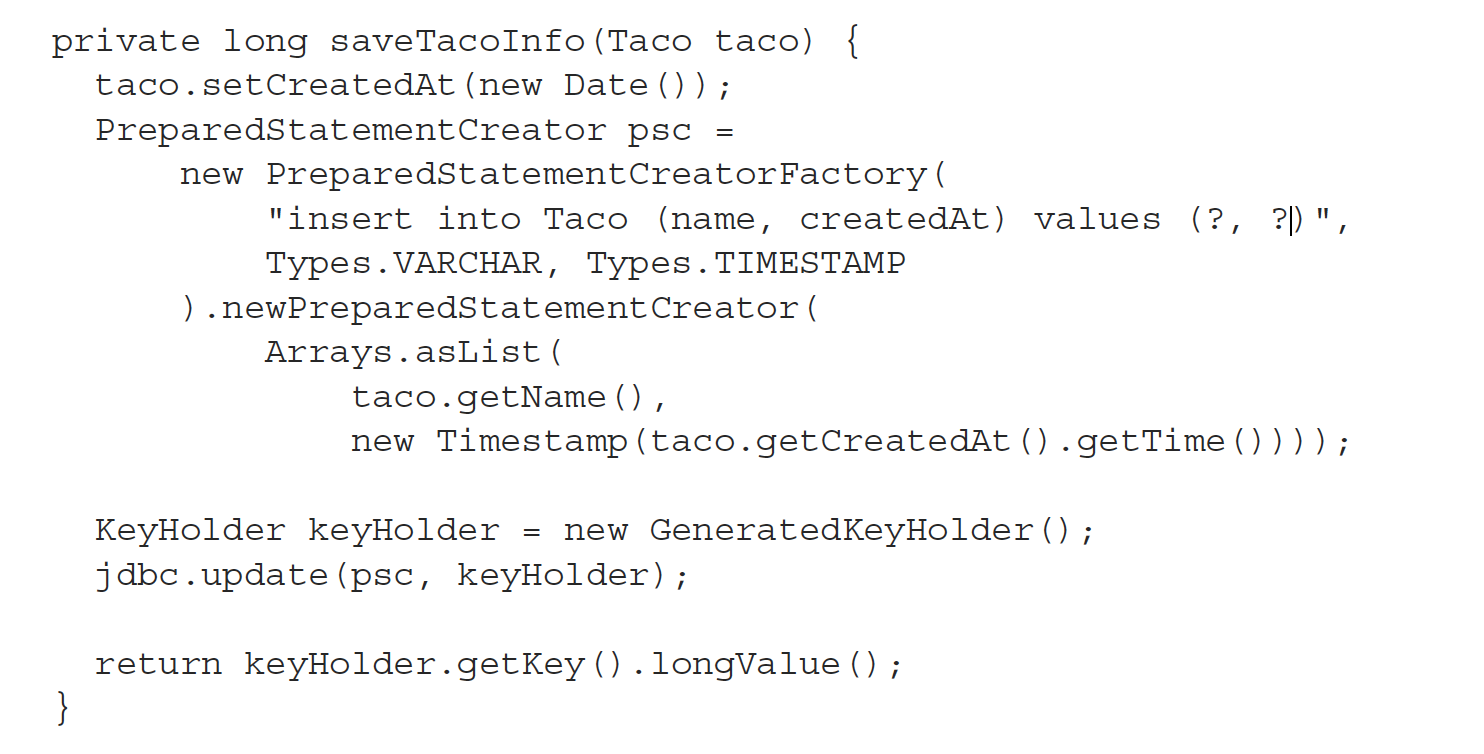 private long saveTacoInfo(Taco taco) {
  taco.setCreatedAt(new Date());
  PreparedStatementCreator psc =
      new PreparedStatementCreatorFactory(
          "insert into Taco (name, createdAt) values (?, ?)",
          Types.VARCHAR, Types.TIMESTAMP
      ).newPreparedStatementCreator(
          Arrays.asList(
              taco.getName(),
              new Timestamp(taco.getCreatedAt().getTime())));

  KeyHolder keyHolder = new GeneratedKeyHolder();
  jdbc.update(psc, keyHolder);

  return keyHolder.getKey().longValue();
}